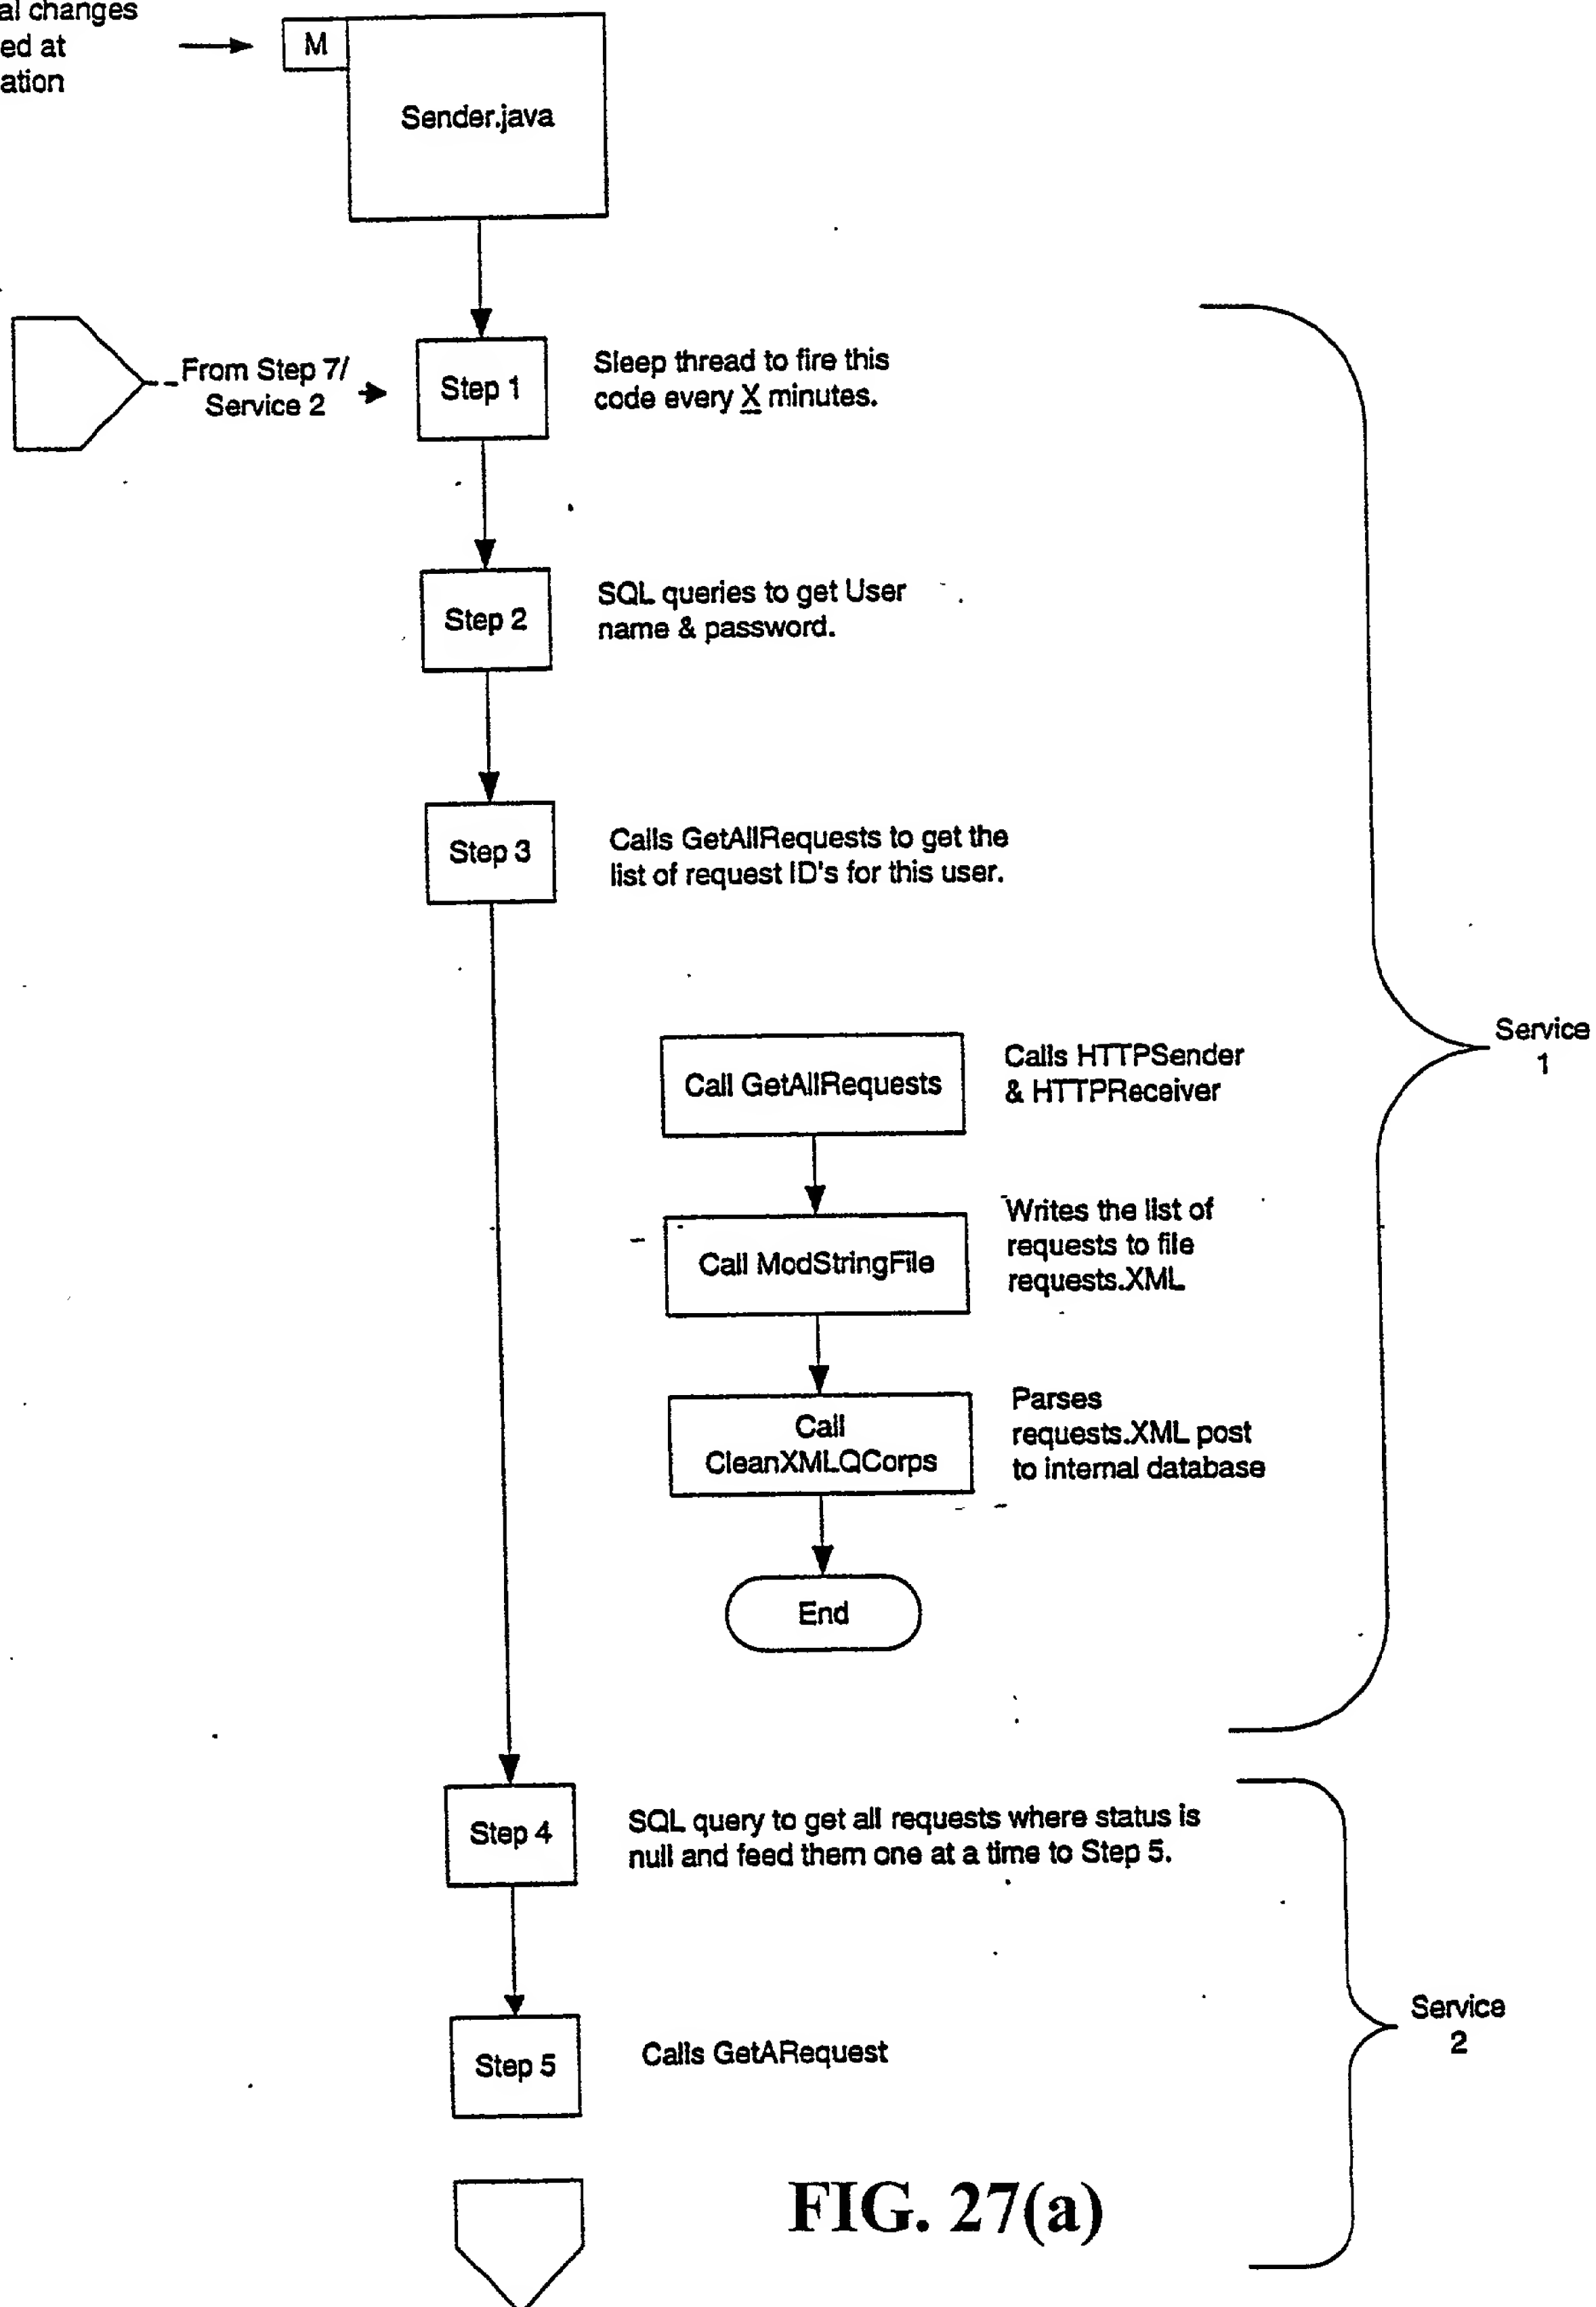 al changes
ed at
ation
M
Sender.java
From Step 7/
Service 2
Step 1
Sleep thread to fire this
code every X minutes.
Step 2
SQL queries to get User
name & password.
Step 3
Calls GetAllRequests to get the
list of request ID's for this user.
Call GetAllRequests
Calls HTTPSender
& HTTPReceiver
Call ModStringFile
Writes the list of
requests to file
requests.XML
Call
CleanXMLQCorps
Parses
requests.XML post
to internal database
End
Service
1
Step 4
SQL query to get all requests where status is
null and feed them one at a time to Step 5.
Step 5
Calls GetARequest
Service
2
FIG. 27(a)